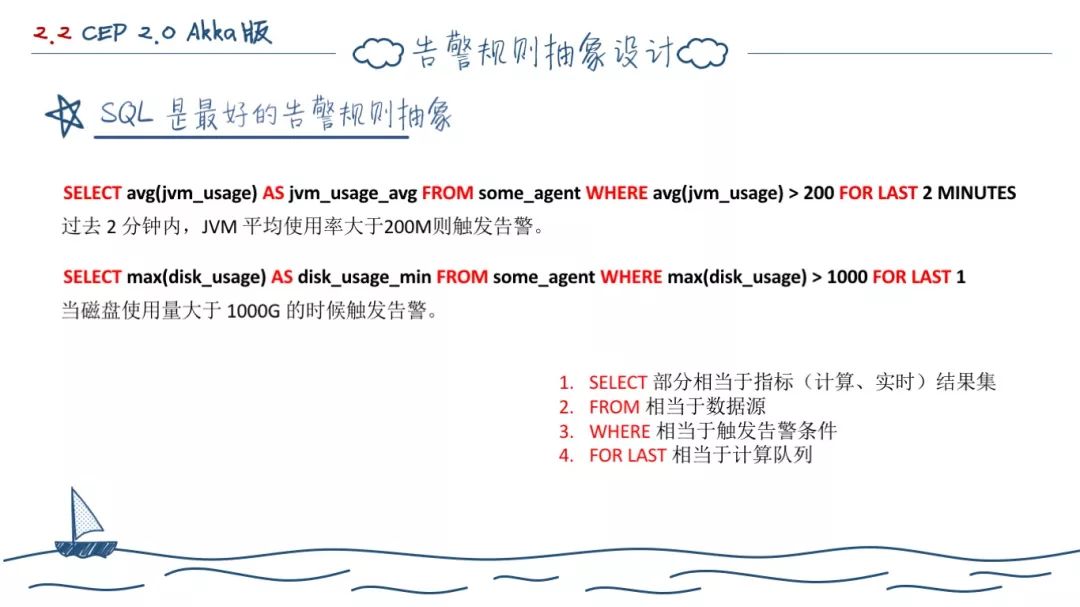 2.2 CEP 2.0 Akka版
告警规则抽象设计
SQL 是最好的告警规则抽象
SELECT avg(jvm_usage) AS jvm_usage_avg FROM some_agent WHERE avg(jvm_usage) > 200 FOR LAST 2 MINUTES
过去 2 分钟内，JVM 平均使用率大于200M则触发告警。
SELECT max(disk_usage) AS disk_usage_min FROM some_agent WHERE max(disk_usage) > 1000 FOR LAST 1
当磁盘使用量大于 1000G 的时候触发告警。
1. SELECT 部分相当于指标（计算、实时）结果集
2. FROM 相当于数据源
3. WHERE 相当于触发告警条件
4. FOR LAST 相当于计算队列